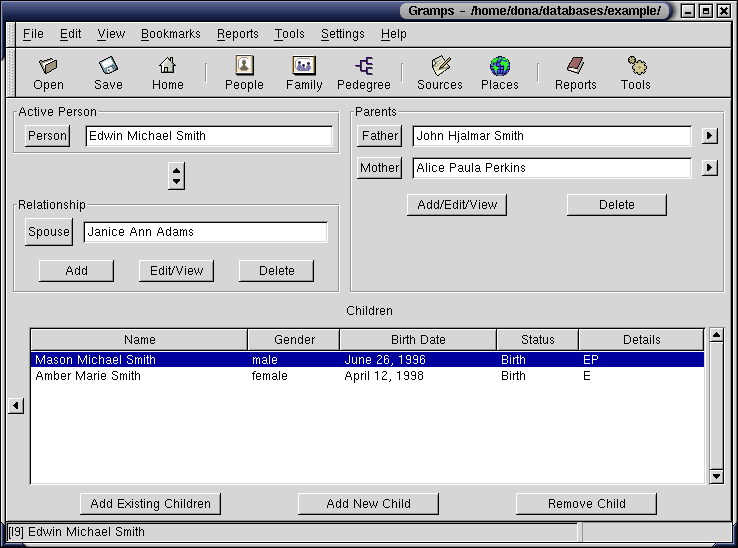 Gramps - /home/dona/databases/example/
File Edit View Bookmarks Reports Tools Settings Help
Open Save Home People Family Pedegree Sources Places Reports Tools
Active Person
Person Edwin Michael Smith
Relationship
Spouse Janice Ann Adams
Add Edit/View Delete
Parents
Father John Hjalmar Smith
Mother Alice Paula Perkins
Add/Edit/View Delete
Children
Name Gender Birth Date Status Details
Mason Michael Smith male June 26, 1996 Birth EP
Amber Marie Smith female April 12, 1998 Birth E
Add Existing Children Add New Child Remove Child
[I9] Edwin Michael Smith